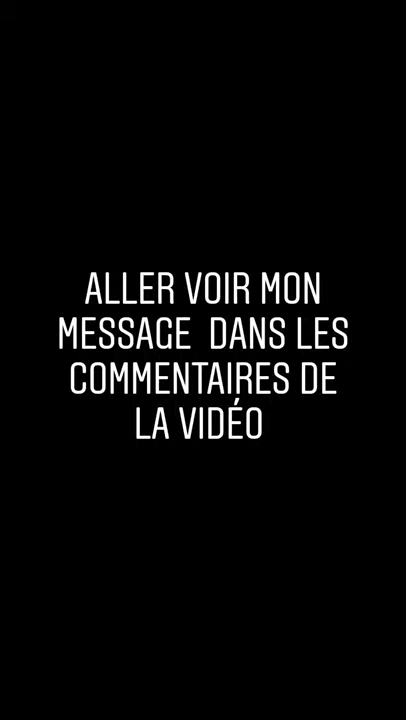 ALLER VOIR MON
MESSAGE  DANS LES
COMMENTAIRES DE
LA VIDÉO